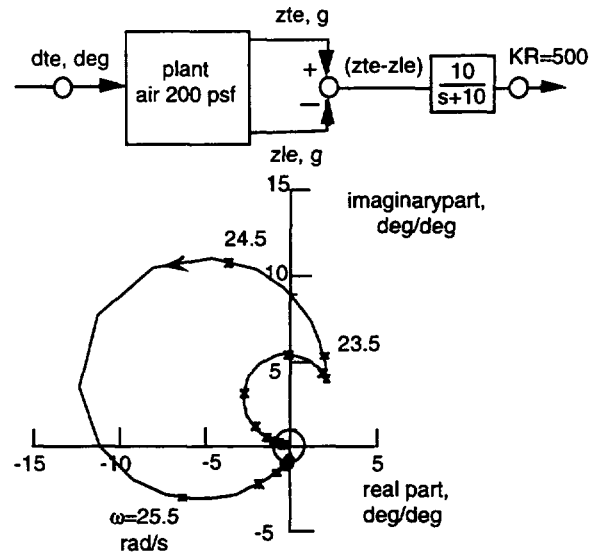 zte, g
dte, deg
plant
air 200 psf
+
(zte-zle)
−
10
s+10
KR=500
zle, g
15
imaginarypart,
deg/deg
24.5
10
23.5
5
-15
-10
-5
5
real part,
deg/deg
ω=25.5
rad/s
-5